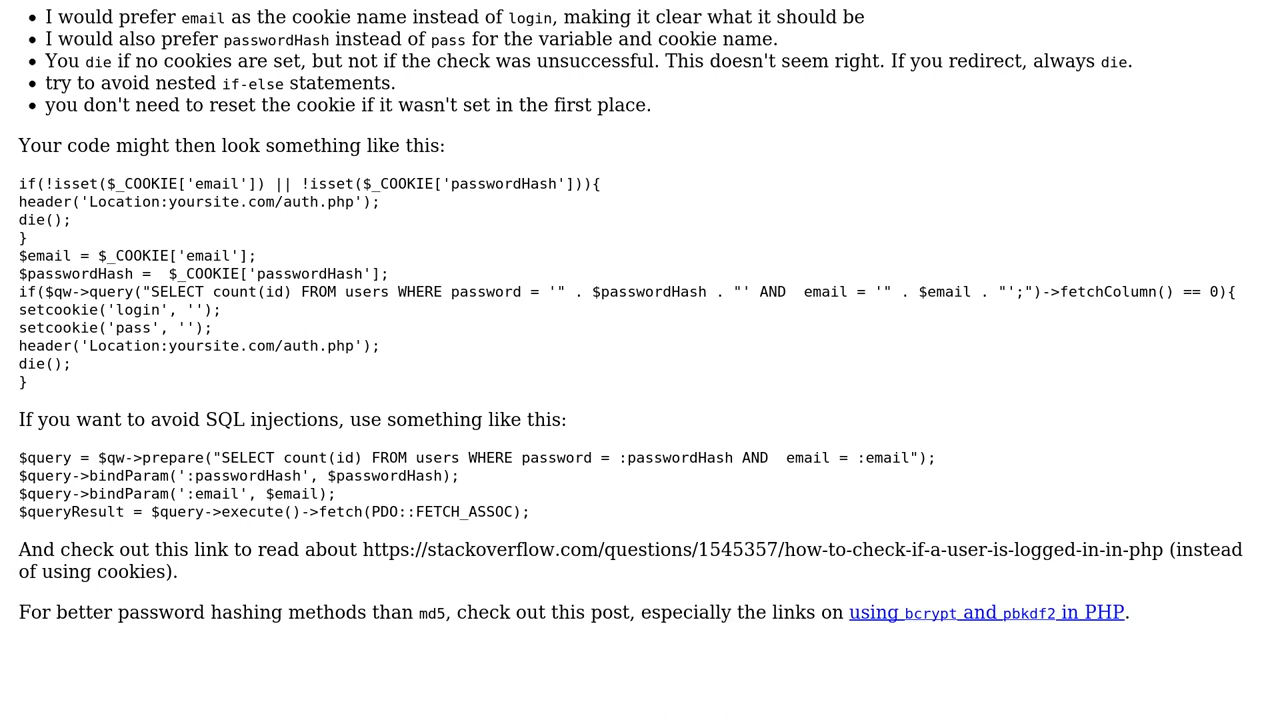 • I would prefer email as the cookie name instead of login, making it clear what it should be
• I would also prefer passwordHash instead of pass for the variable and cookie name.
• You die if no cookies are set, but not if the check was unsuccessful. This doesn't seem right. If you redirect, always die.
• try to avoid nested if-else statements.
• you don't need to reset the cookie if it wasn't set in the first place.
Your code might then look something like this:
if(!isset($_COOKIE['email']) || !isset($_COOKIE['passwordHash'])){
header('Location:yoursite.com/auth.php');
die();
}
$email = $_COOKIE['email'];
$passwordHash =  $_COOKIE['passwordHash'];
if($qw->query("SELECT count(id) FROM users WHERE password = '" . $passwordHash . "' AND  email = '" . $email . "';")->fetchColumn() == 0){
setcookie('login', '');
setcookie('pass', '');
header('Location:yoursite.com/auth.php');
die();
}
If you want to avoid SQL injections, use something like this:
$query = $qw->prepare("SELECT count(id) FROM users WHERE password = :passwordHash AND  email = :email");
$query->bindParam(':passwordHash', $passwordHash);
$query->bindParam(':email', $email);
$queryResult = $query->execute()->fetch(PDO::FETCH_ASSOC);
And check out this link to read about https://stackoverflow.com/questions/1545357/how-to-check-if-a-user-is-logged-in-in-php (instead
of using cookies).
For better password hashing methods than md5, check out this post, especially the links on using bcrypt and pbkdf2 in PHP.